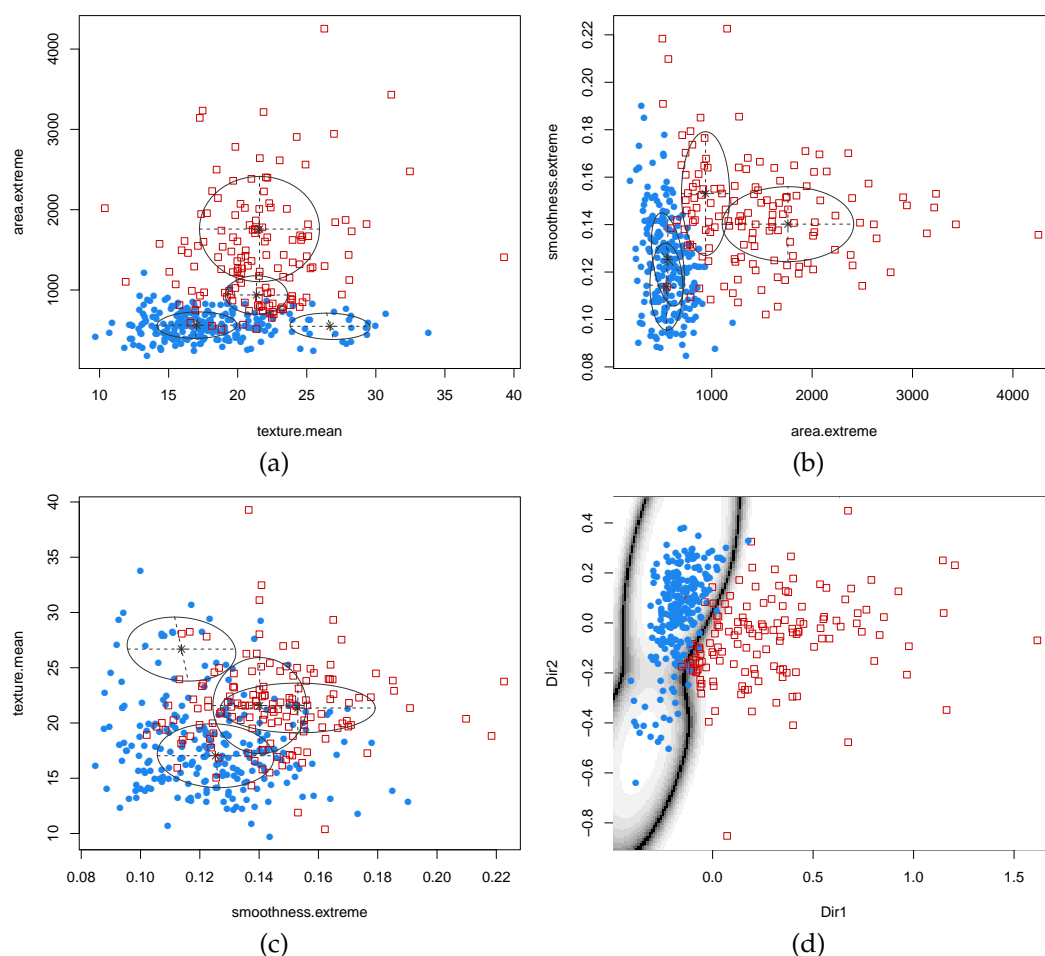 4000
3000
2000
1000
area.extreme
10 15 20 25 30 35 40
texture.mean
(a)
0.22
0.20
0.18
0.16
0.14
0.12
0.10
0.08
smoothness.extreme
1000 2000 3000 4000
area.extreme
(b)
40
35
30
25
20
15
10
texture.mean
0.08 0.10 0.12 0.14 0.16 0.18 0.20 0.22
smoothness.extreme
(c)
0.4
0.2
0.0
-0.2
-0.4
-0.6
-0.8
Dir2
0.0 0.5 1.0 1.5
Dir1
(d)